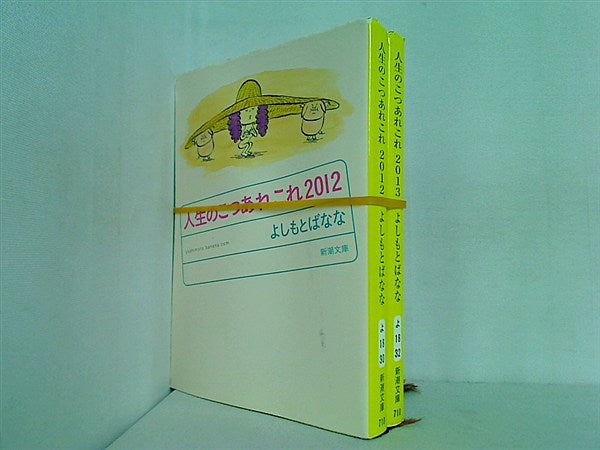 人生のこつあれこれ2012
よしもとばなな
yoshimoto banana.com
新潮文庫
人生のこつあれこれ 2012 よしもとばなな
よ
18
30
新潮文庫
710
人生のこつあれこれ 2013 よしもとばなな
よ
18
32
新潮文庫
710